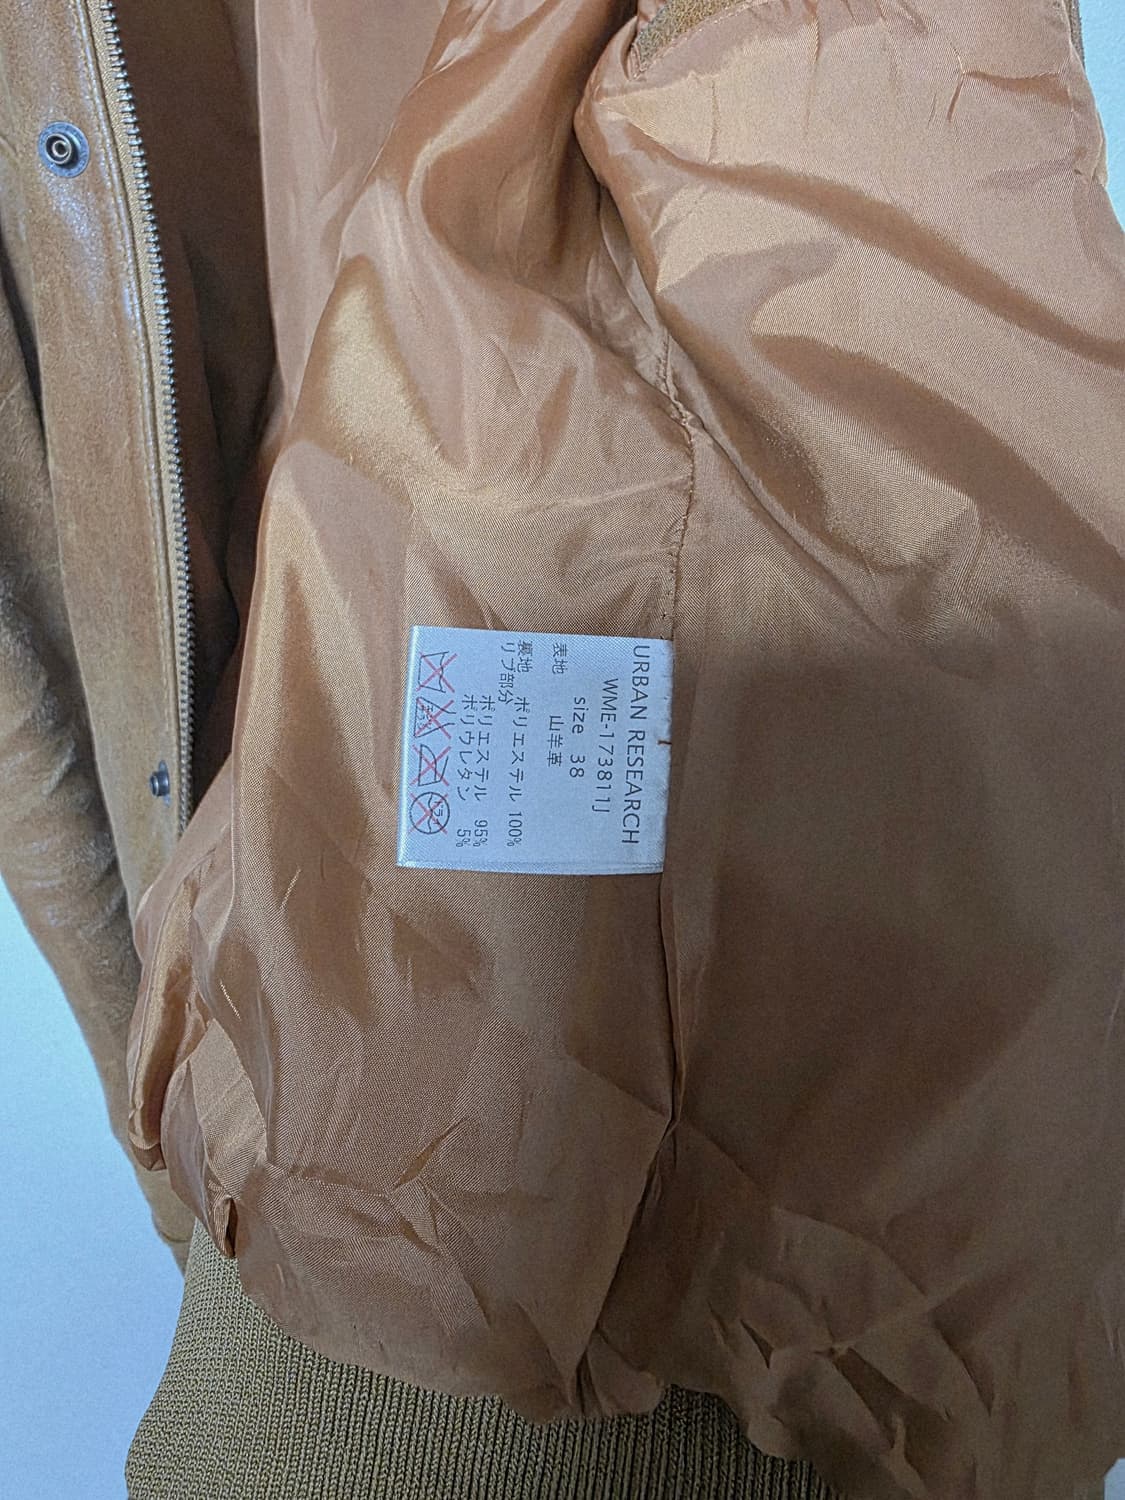 URBAN RESEARCH
WME-173811J
size 38
表地 山羊革
裏地 ポリエステル 100%
リブ部分
ポリエステル 95%
ポリウレタン 5%